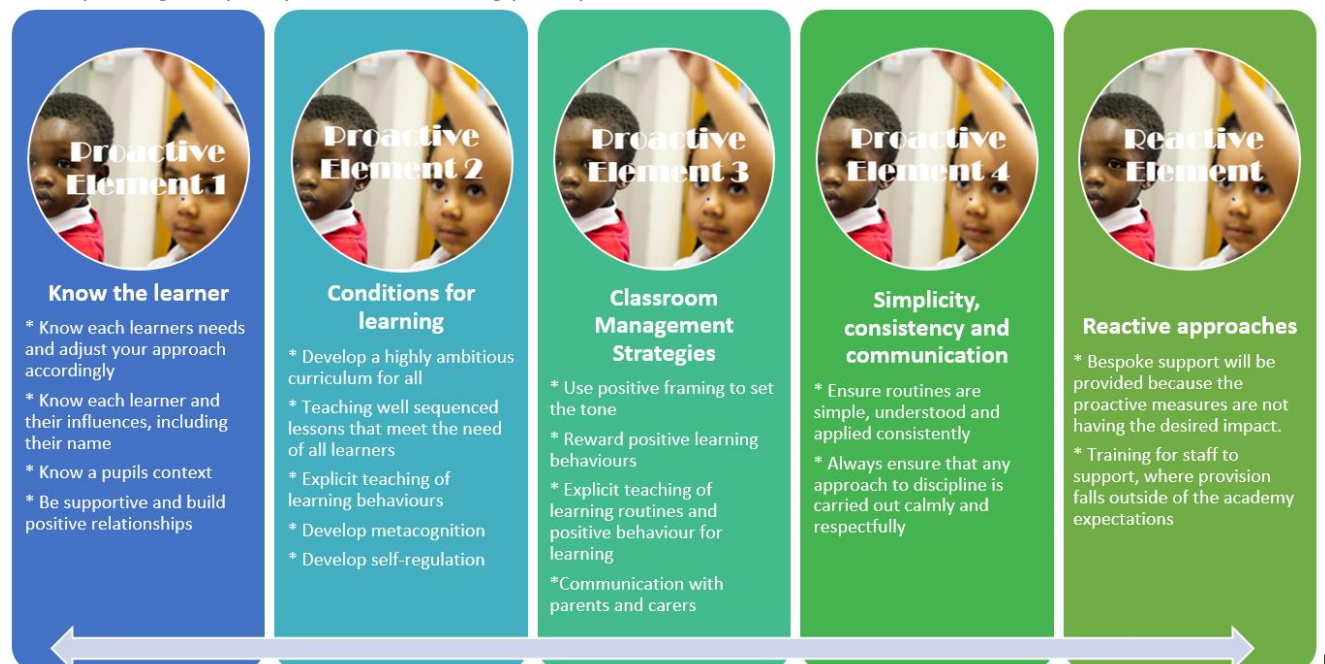 Proactive
Element 1
Know the learner
* Know each learners needs
and adjust your approach
accordingly
* Know each learner and
their influences, including
their name
* Know a pupils context
* Be supportive and build
positive relationships
Proactive
Element 2
Conditions for
learning
* Develop a highly ambitious
curriculum for all
* Teaching well sequenced
lessons that meet the need
of all learners
* Explicit teaching of
learning behaviours
* Develop metacognition
* Develop self-regulation
Proactive
Element 3
Classroom
Management
Strategies
* Use positive framing to set
the tone
* Reward positive learning
behaviours
* Explicit teaching of
learning routines and
positive behaviour for
learning
*Communication with
parents and carers
Proactive
Element 4
Simplicity,
consistency and
communication
* Ensure routines are
simple, understood and
applied consistently
* Always ensure that any
approach to discipline is
carried out calmly and
respectfully
Reactive
Element
Reactive approaches
* Bespoke support will be
provided because the
proactive measures are not
having the desired impact.
* Training for staff to
support, where provision
falls outside of the academy
expectations